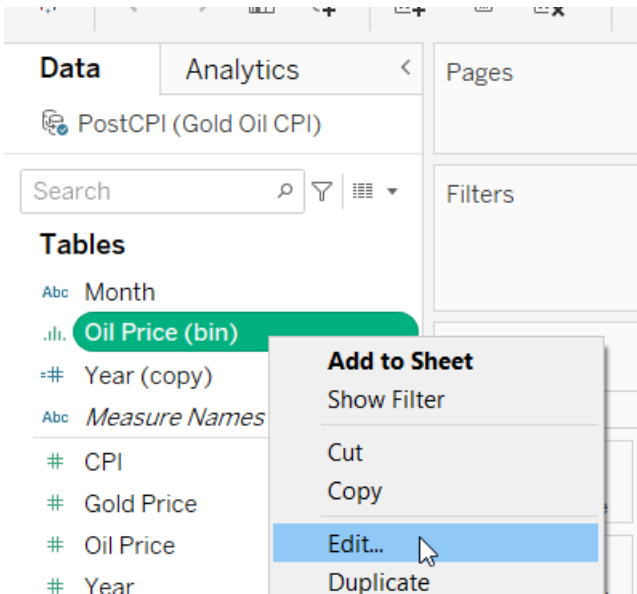 Data
Analytics
Pages
PostCPI (Gold Oil CPI)
Search
Filters
Tables
Abc Month
Oil Price (bin)
=# Year (copy)
Abc Measure Names
# CPI
# Gold Price
# Oil Price
# Year
Add to Sheet
Show Filter
Cut
Copy
Edit...
Duplicate